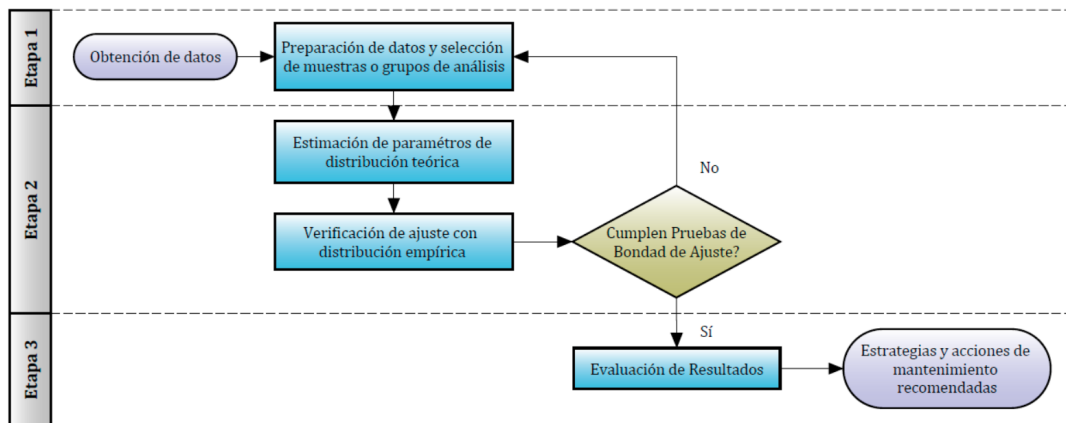 Etapa 1
Obtención de datos
Preparación de datos y selección
de muestras o grupos de análisis
Etapa 2
Estimación de paramétros de
distribución teórica
Verificación de ajuste con
distribución empírica
Cumplen Pruebas de
Bondad de Ajuste?
No
Sí
Etapa 3
Evaluación de Resultados
Estrategias y acciones de
mantenimiento
recomendadas